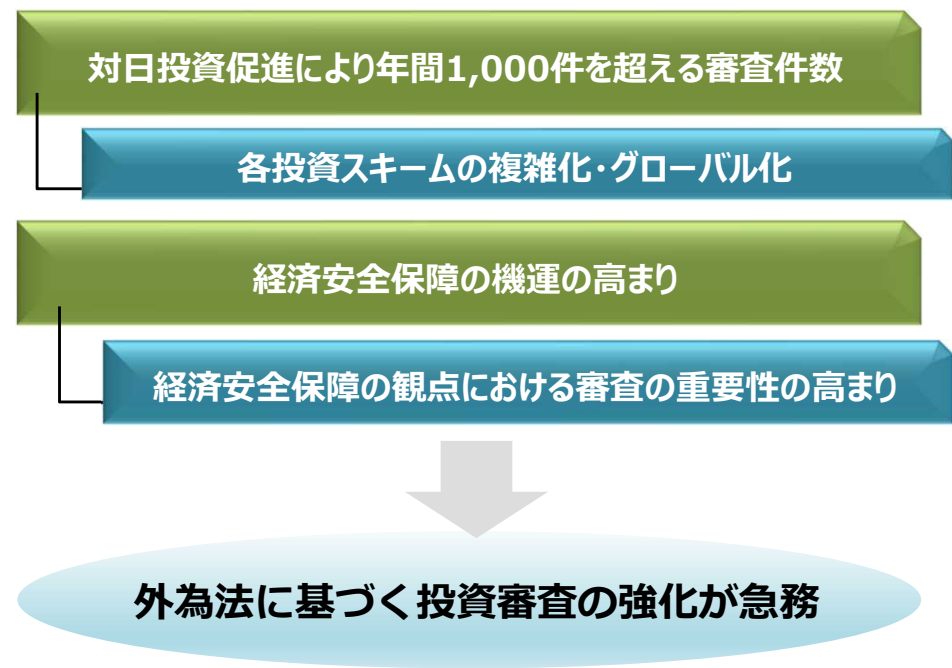 対日投資促進により年間1,000件を超える審査件数
各投資スキームの複雑化・グローバル化
経済安全保障の機運の高まり
経済安全保障の観点における審査の重要性の高まり
外為法に基づく投資審査の強化が急務